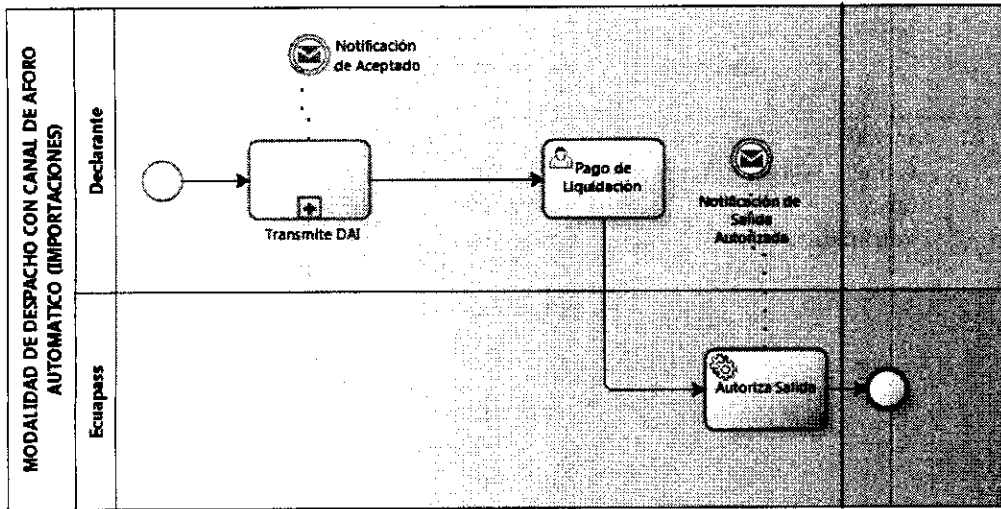 MODALIDAD DE DESPACHO CON CANAL DE AFORO
AUTOMATICO (IMPORTACIONES)
Declarante
Notificación
de Aceptado
Transmite DAI
Pago de
Liquidación
Notificación de
Salida
Autorizada
Ecuapass
Autoriza Salida